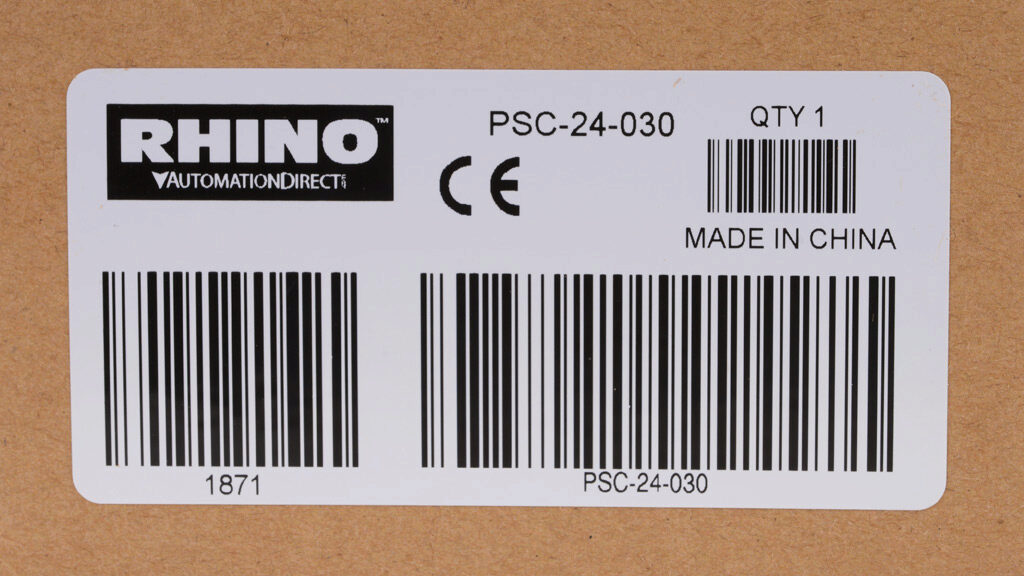 RHINO™
AUTOMATIONDIRECT
PSC-24-030
QTY 1
CE
MADE IN CHINA
1871
PSC-24-030